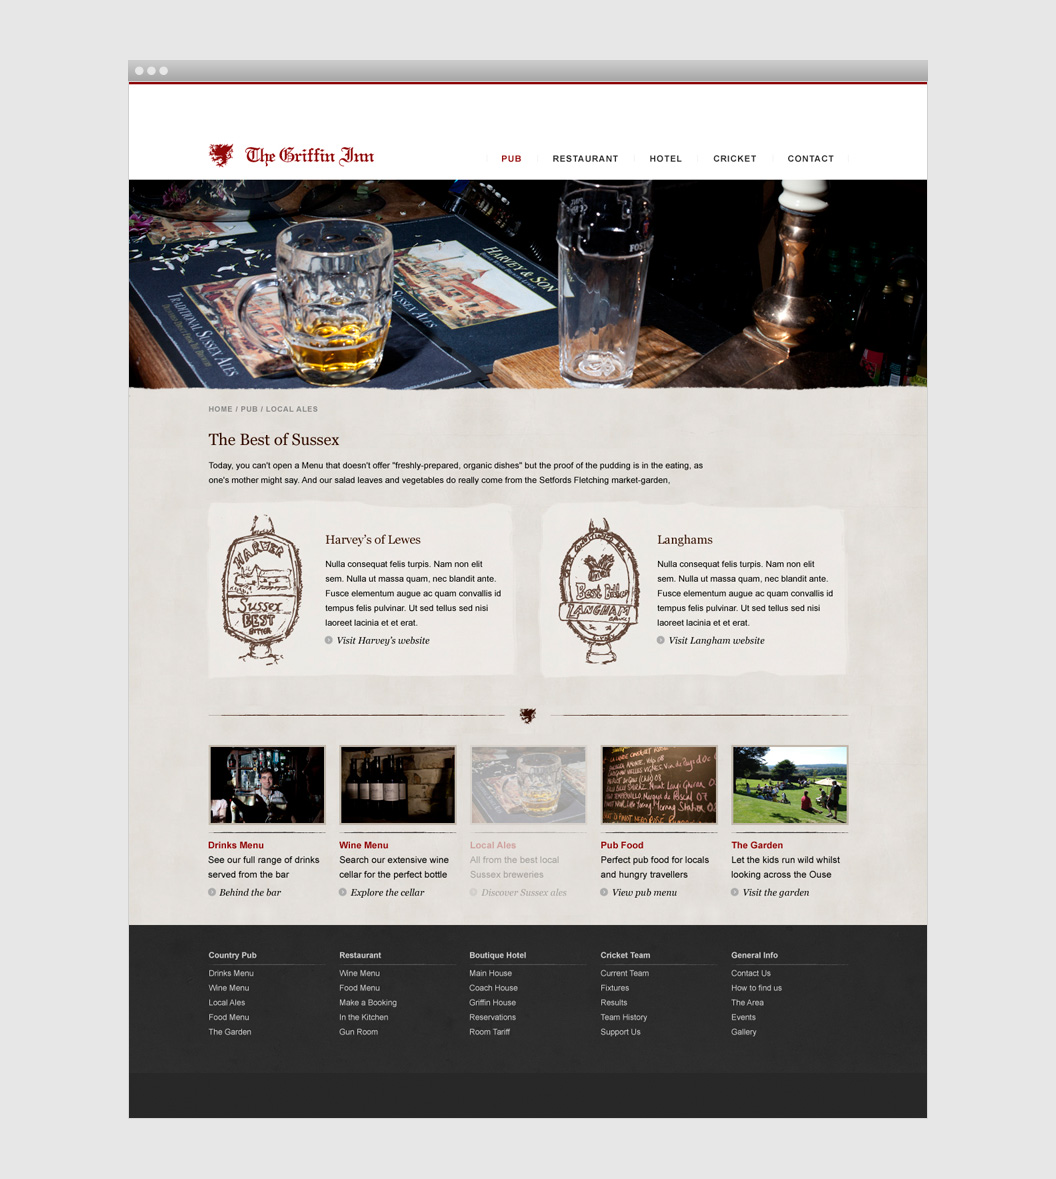 The Griffin Inn
PUB
RESTAURANT
HOTEL
CRICKET
CONTACT
HARVEY & SON
SUSSEX ALES
TRADITIONAL SUSSEX ALES
HOME / PUB / LOCAL ALES
The Best of Sussex
Today, you can't open a Menu that doesn't offer "freshly-prepared, organic dishes" but the proof of the pudding is in the eating, as
one's mother might say. And our salad leaves and vegetables do really come from the Setfords Fletching market-garden,
Sussex
BEST
Harvey's of Lewes
Nulla consequat felis turpis. Nam non elit
sem. Nulla ut massa quam, nec blandit ante.
Fusce elementum augue ac quam convallis id
tempus felis pulvinar. Ut sed tellus sed nisi
laoreet lacinia et et erat.
Visit Harvey's website
Best Bitter
LANGHAM
Langhams
Nulla consequat felis turpis. Nam non elit
sem. Nulla ut massa quam, nec blandit ante.
Fusce elementum augue ac quam convallis id
tempus felis pulvinar. Ut sed tellus sed nisi
laoreet lacinia et et erat.
Visit Langham website
Drinks Menu
See our full range of drinks
served from the bar
Behind the bar
Wine Menu
Search our extensive wine
cellar for the perfect bottle
Explore the cellar
Local Ales
All from the best local
Sussex breweries
Discover Sussex ales
Pub Food
Perfect pub food for locals
and hungry travellers
View pub menu
The Garden
Let the kids run wild whilst
looking across the Ouse
Visit the garden
Country Pub
Drinks Menu
Wine Menu
Local Ales
Food Menu
The Garden
Restaurant
Wine Menu
Food Menu
Make a Booking
In the Kitchen
Gun Room
Boutique Hotel
Main House
Coach House
Griffin House
Reservations
Room Tariff
Cricket Team
Current Team
Fixtures
Results
Team History
Support Us
General Info
Contact Us
How to find us
The Area
Events
Gallery